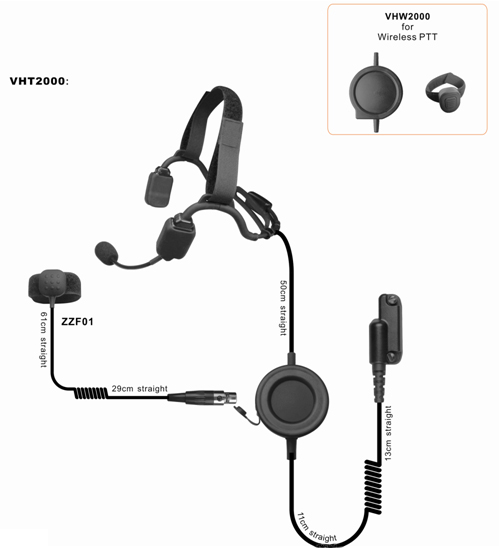 VHW2000
for
Wireless PTT
VHT2000:
50cm straight
61cm straight
ZZF01
29cm straight
13cm straight
11cm straight